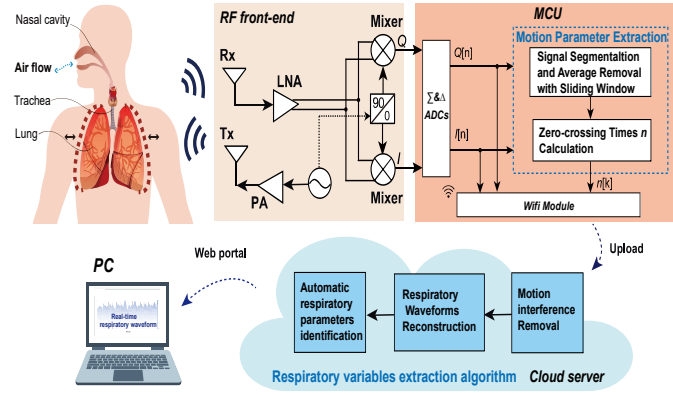 Nasal cavity
Air flow
Trachea
Lung
RF front-end
Rx
LNA
Tx
PA
Mixer
Q
90
0
I
Mixer
MCU
Σ&Δ
ADCs
Q[n]
I[n]
Motion Parameter Extraction
Signal Segmentaltion
and Average Removal
with Sliding Window
Zero-crossing Times n
Calculation
n[k]
Wifi Module
Upload
Web portal
PC
Real-time
respiratory waveform
Automatic
respiratory
parameters
identification
Respiratory
Waveforms
Reconstruction
Motion
interference
Removal
Respiratory variables extraction algorithm
Cloud server